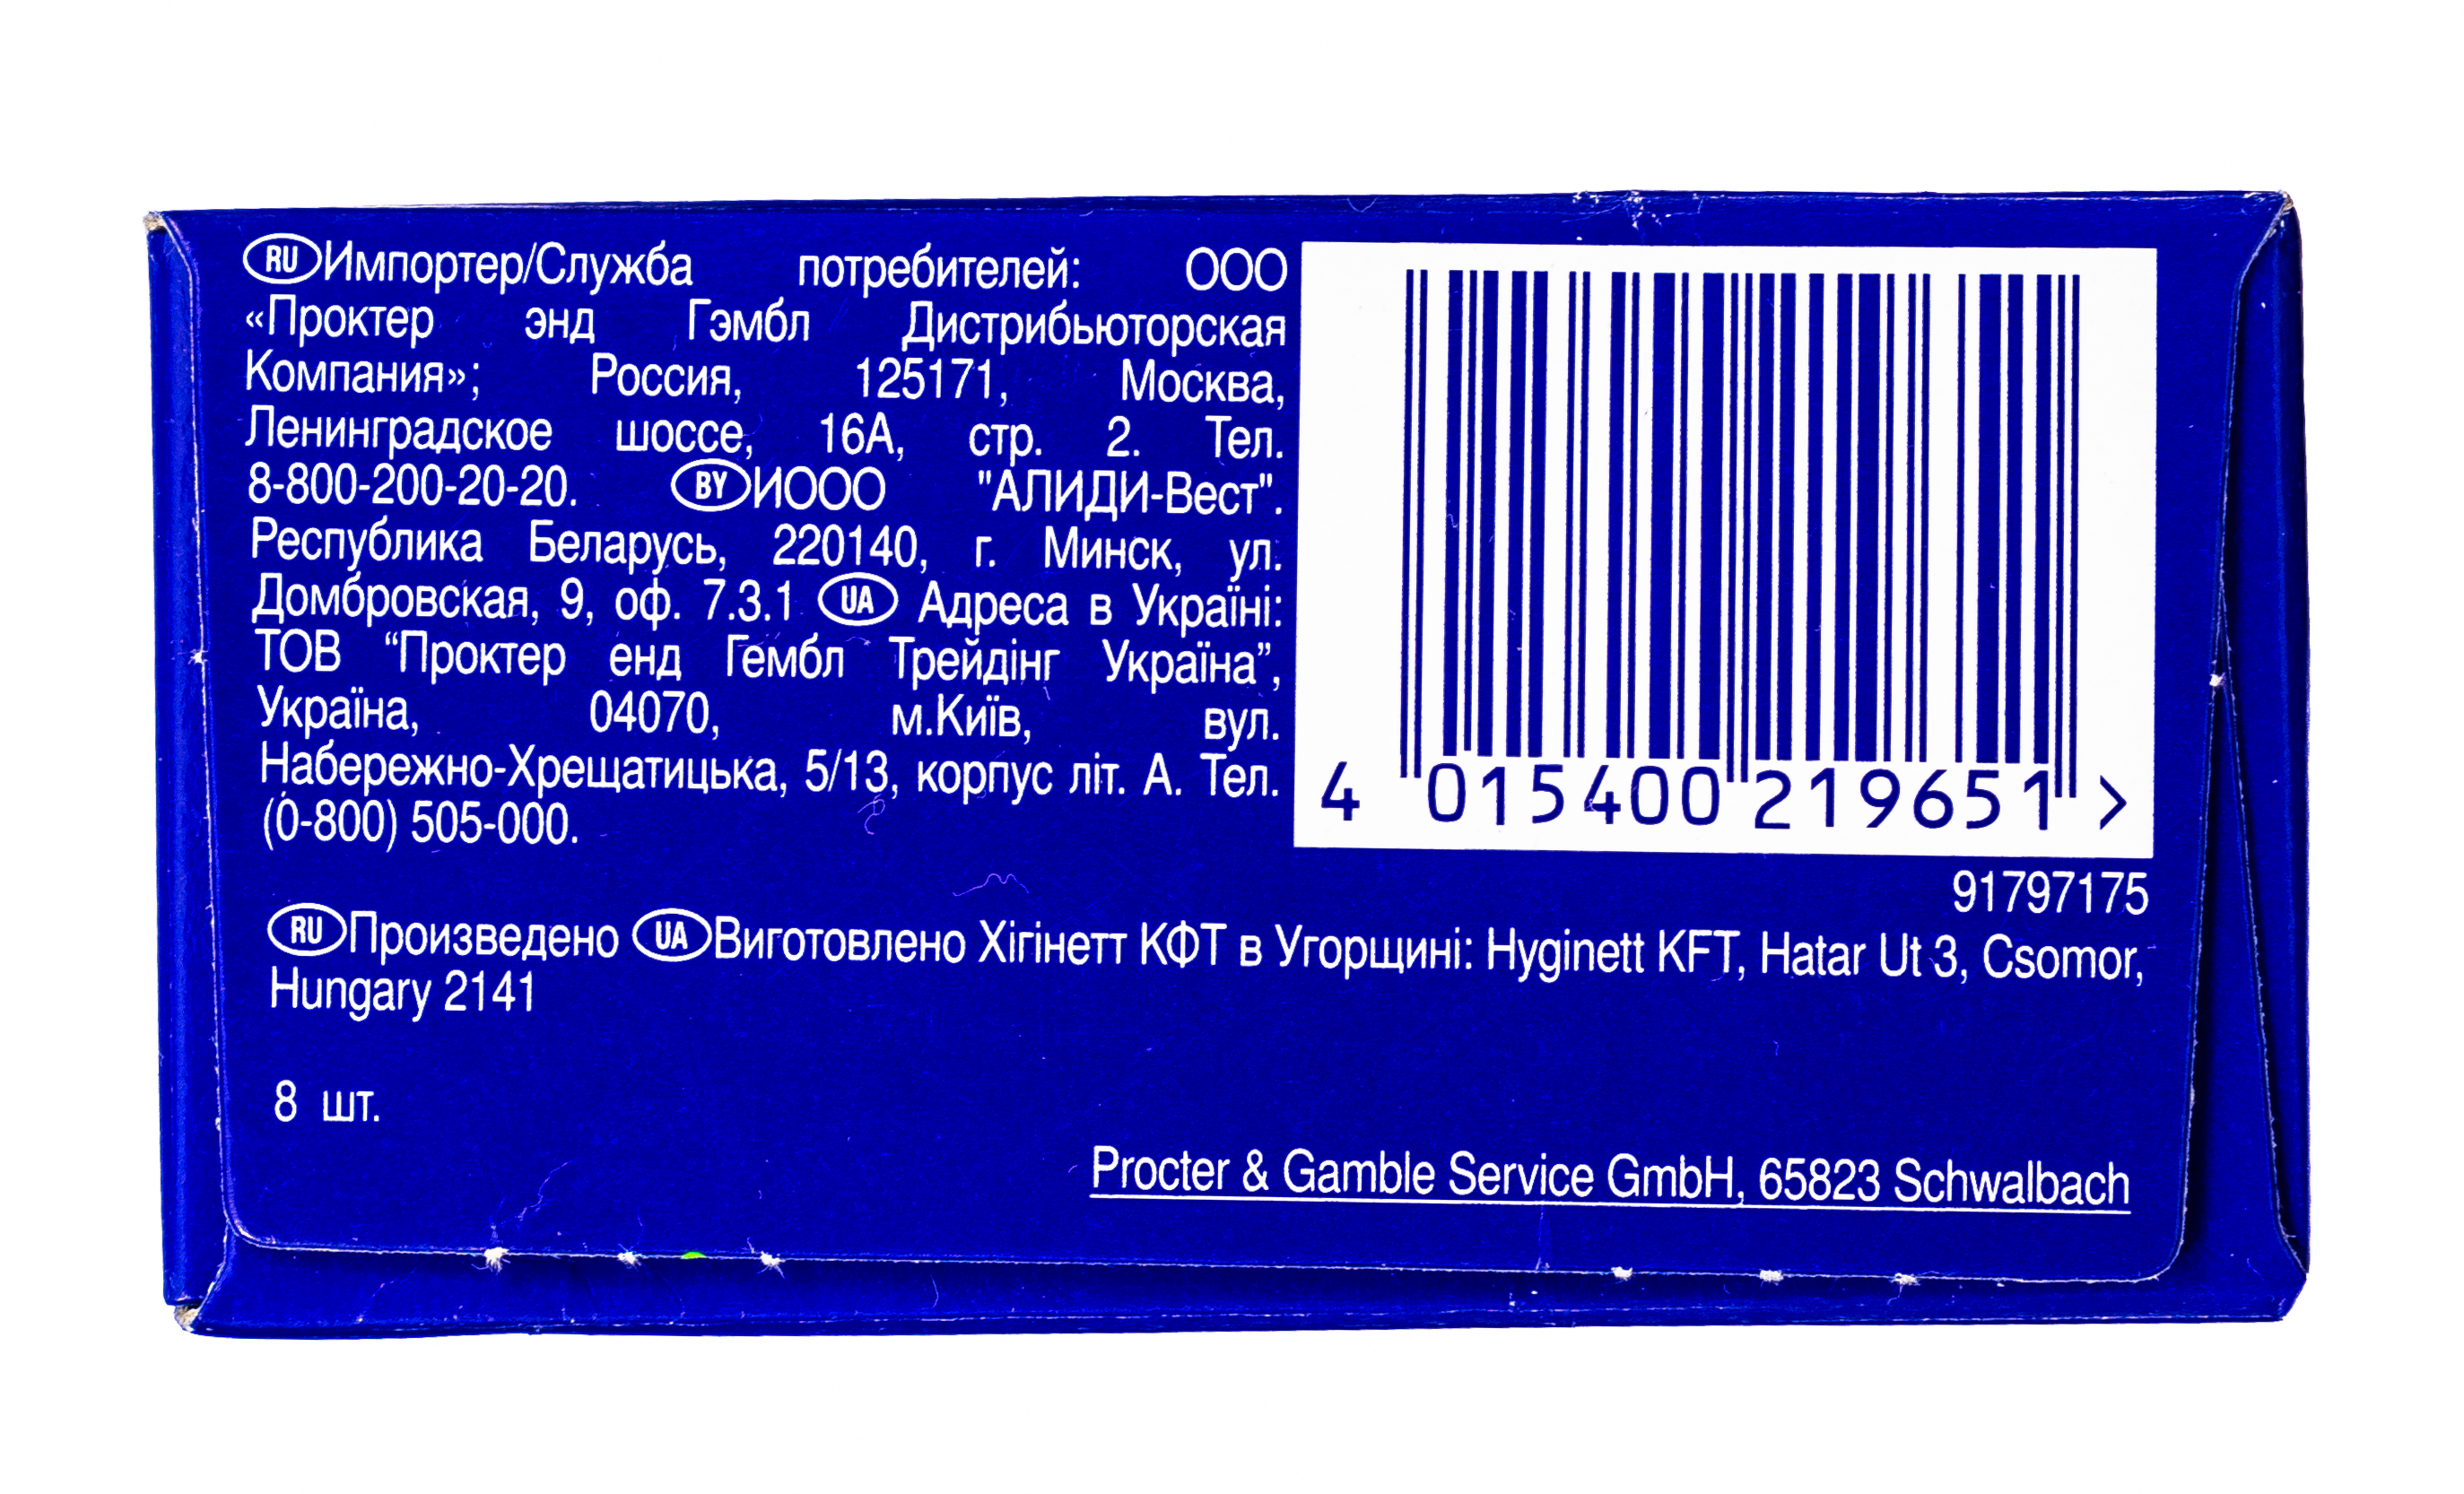 RU Импортер/Служба потребителей: ООО
«Проктер энд Гэмбл Дистрибьюторская
Компания»; Россия, 125171, Москва,
Ленинградское шоссе, 16А, стр. 2. Тел.
8-800-200-20-20. BY ИООО "АЛИДИ-Вест".
Республика Беларусь, 220140, г. Минск, ул.
Домбровская, 9, оф. 7.3.1 UA Адреса в Україні:
ТОВ “Проктер енд Гембл Трейдінг Україна”,
Україна, 04070, м.Київ, вул.
Набережно-Хрещатицька, 5/13, корпус літ. А. Тел.
(0-800) 505-000.
4 015400 219651 >
91797175
RU Произведено UA Виготовлено Хігінетт КФТ в Угорщині: Hyginett KFT, Hatar Ut 3, Csomor,
Hungary 2141
8 шт.
Procter & Gamble Service GmbH, 65823 Schwalbach